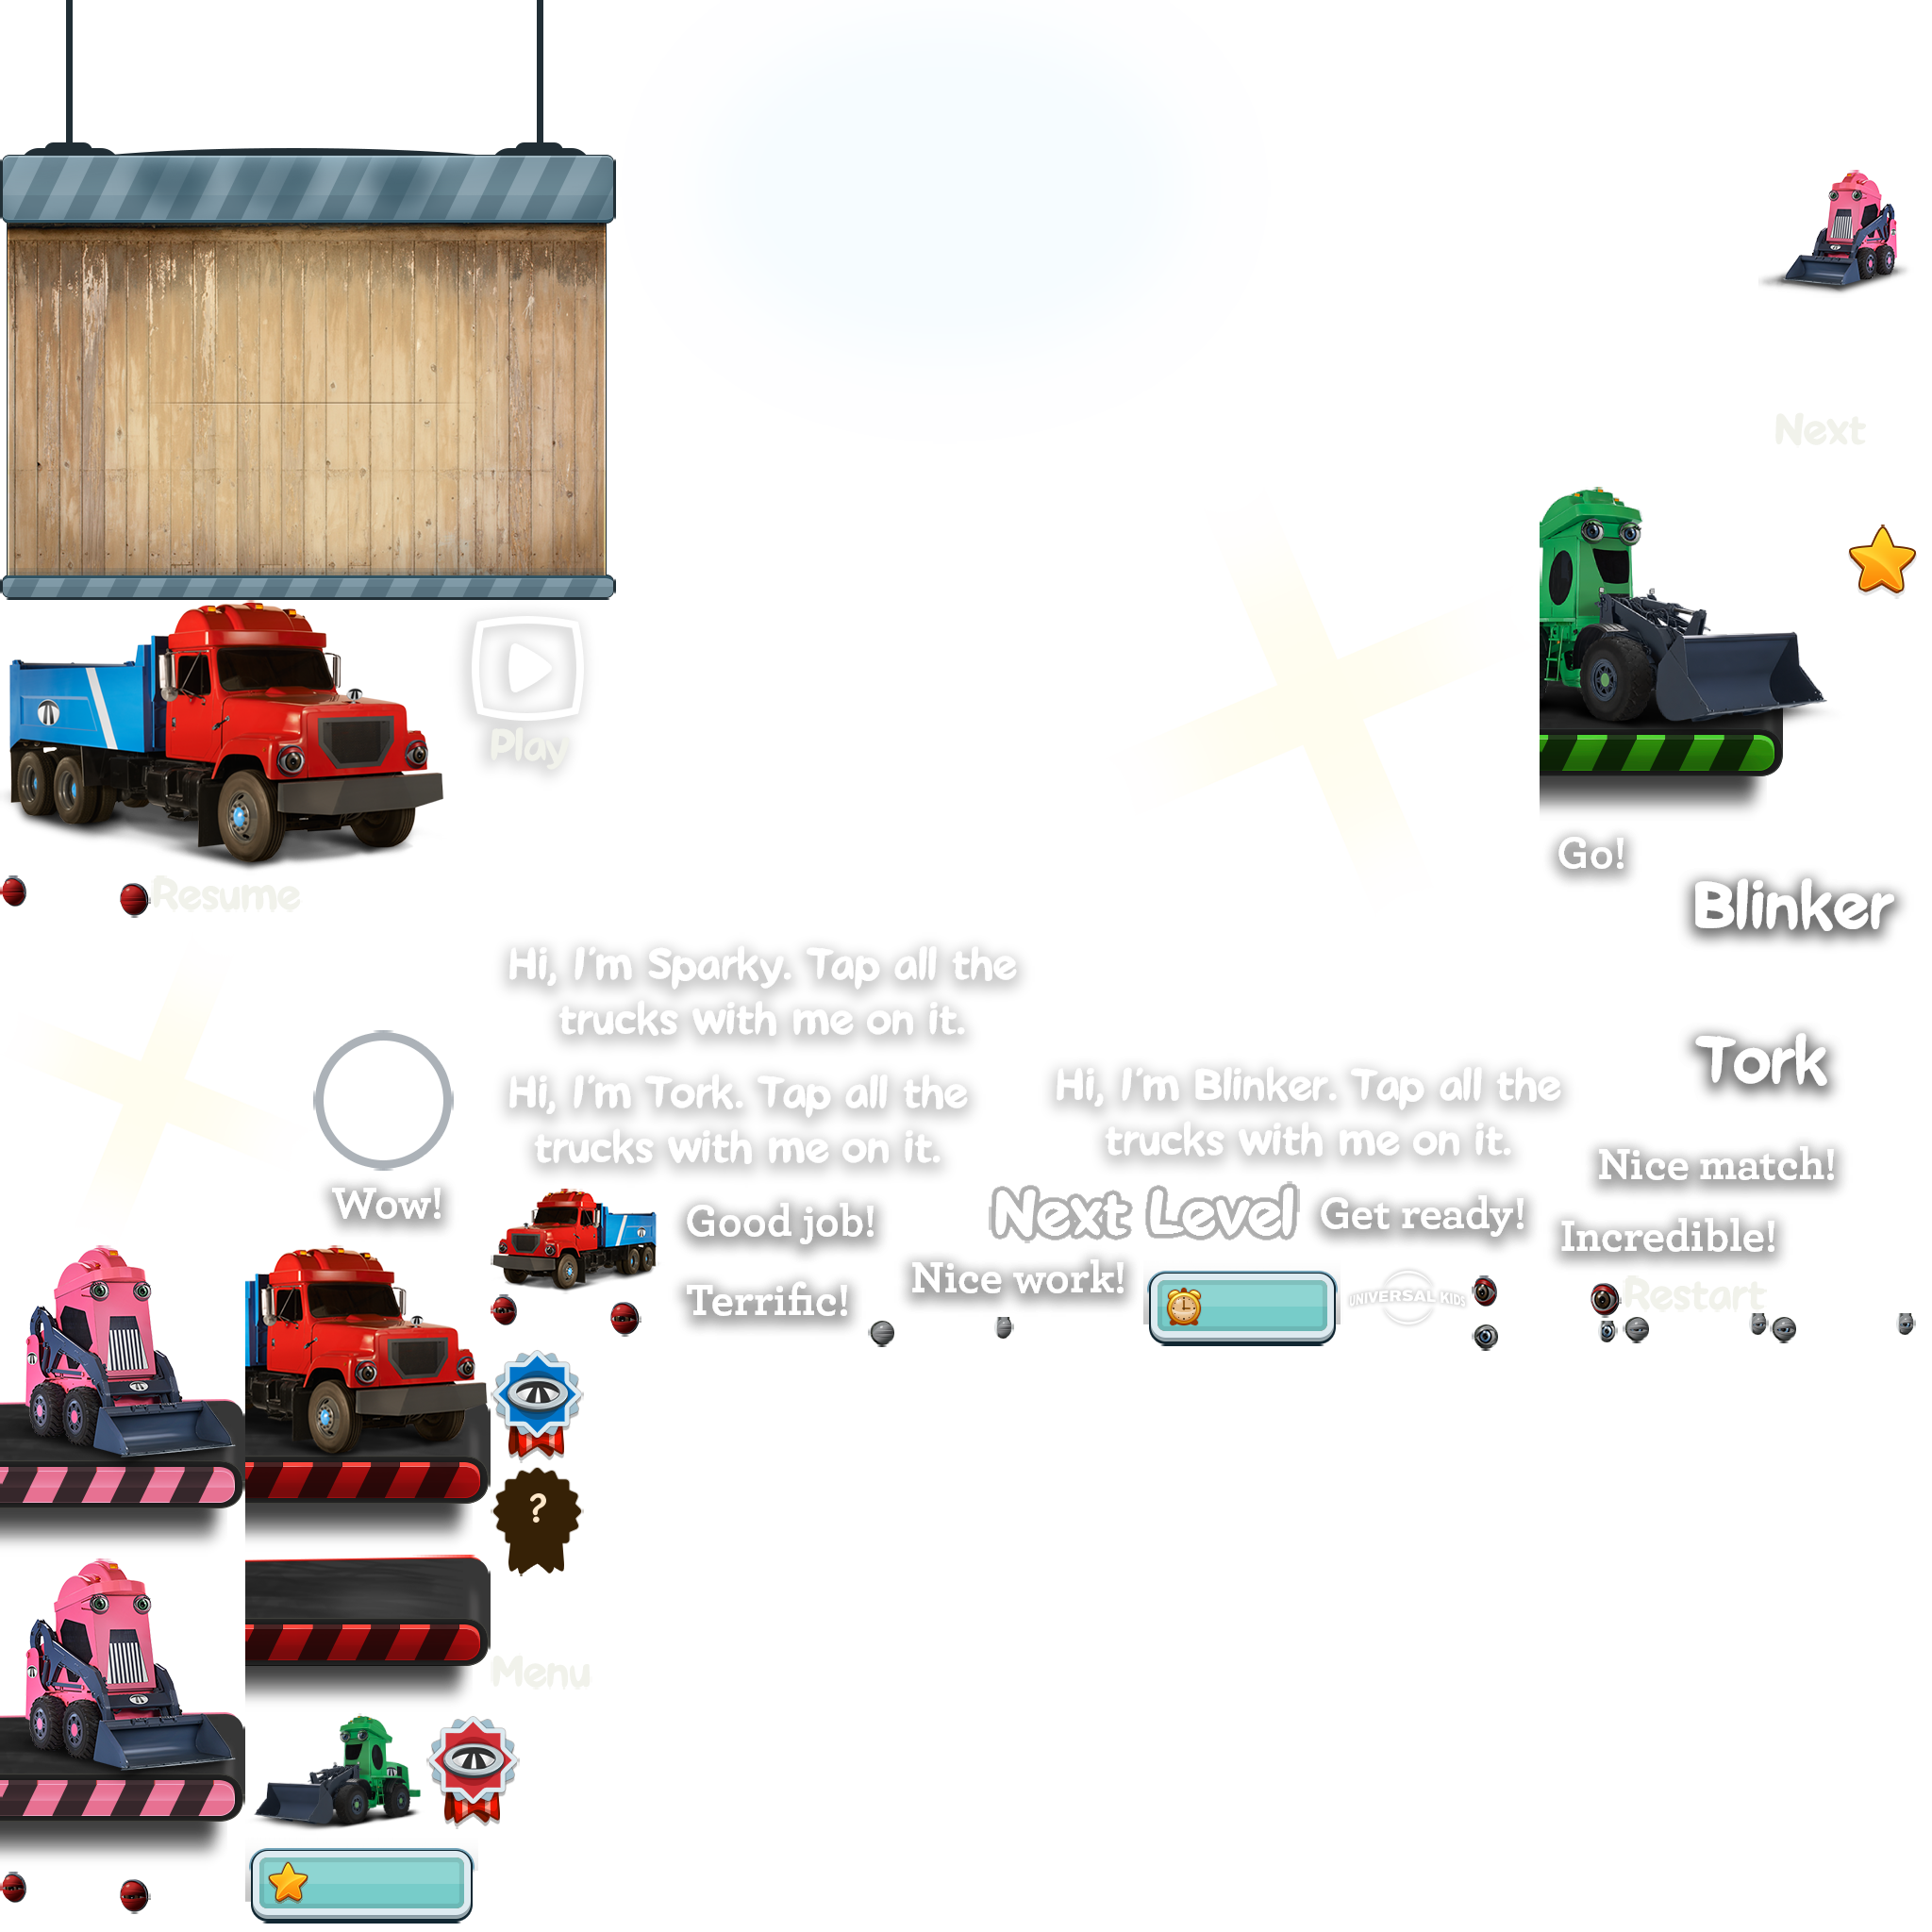 Next
Play
Go!
Resume
Blinker
Hi, I'm Sparky. Tap all the
trucks with me on it.
Tork
Hi, I'm Tork. Tap all the
trucks with me on it.
Hi, I'm Blinker. Tap all the
trucks with me on it.
Nice match!
Wow!
Good job!
Next Level
Get ready!
Incredible!
Terrific!
Nice work!
UNIVERSAL KIDS
Restart
?
Menu